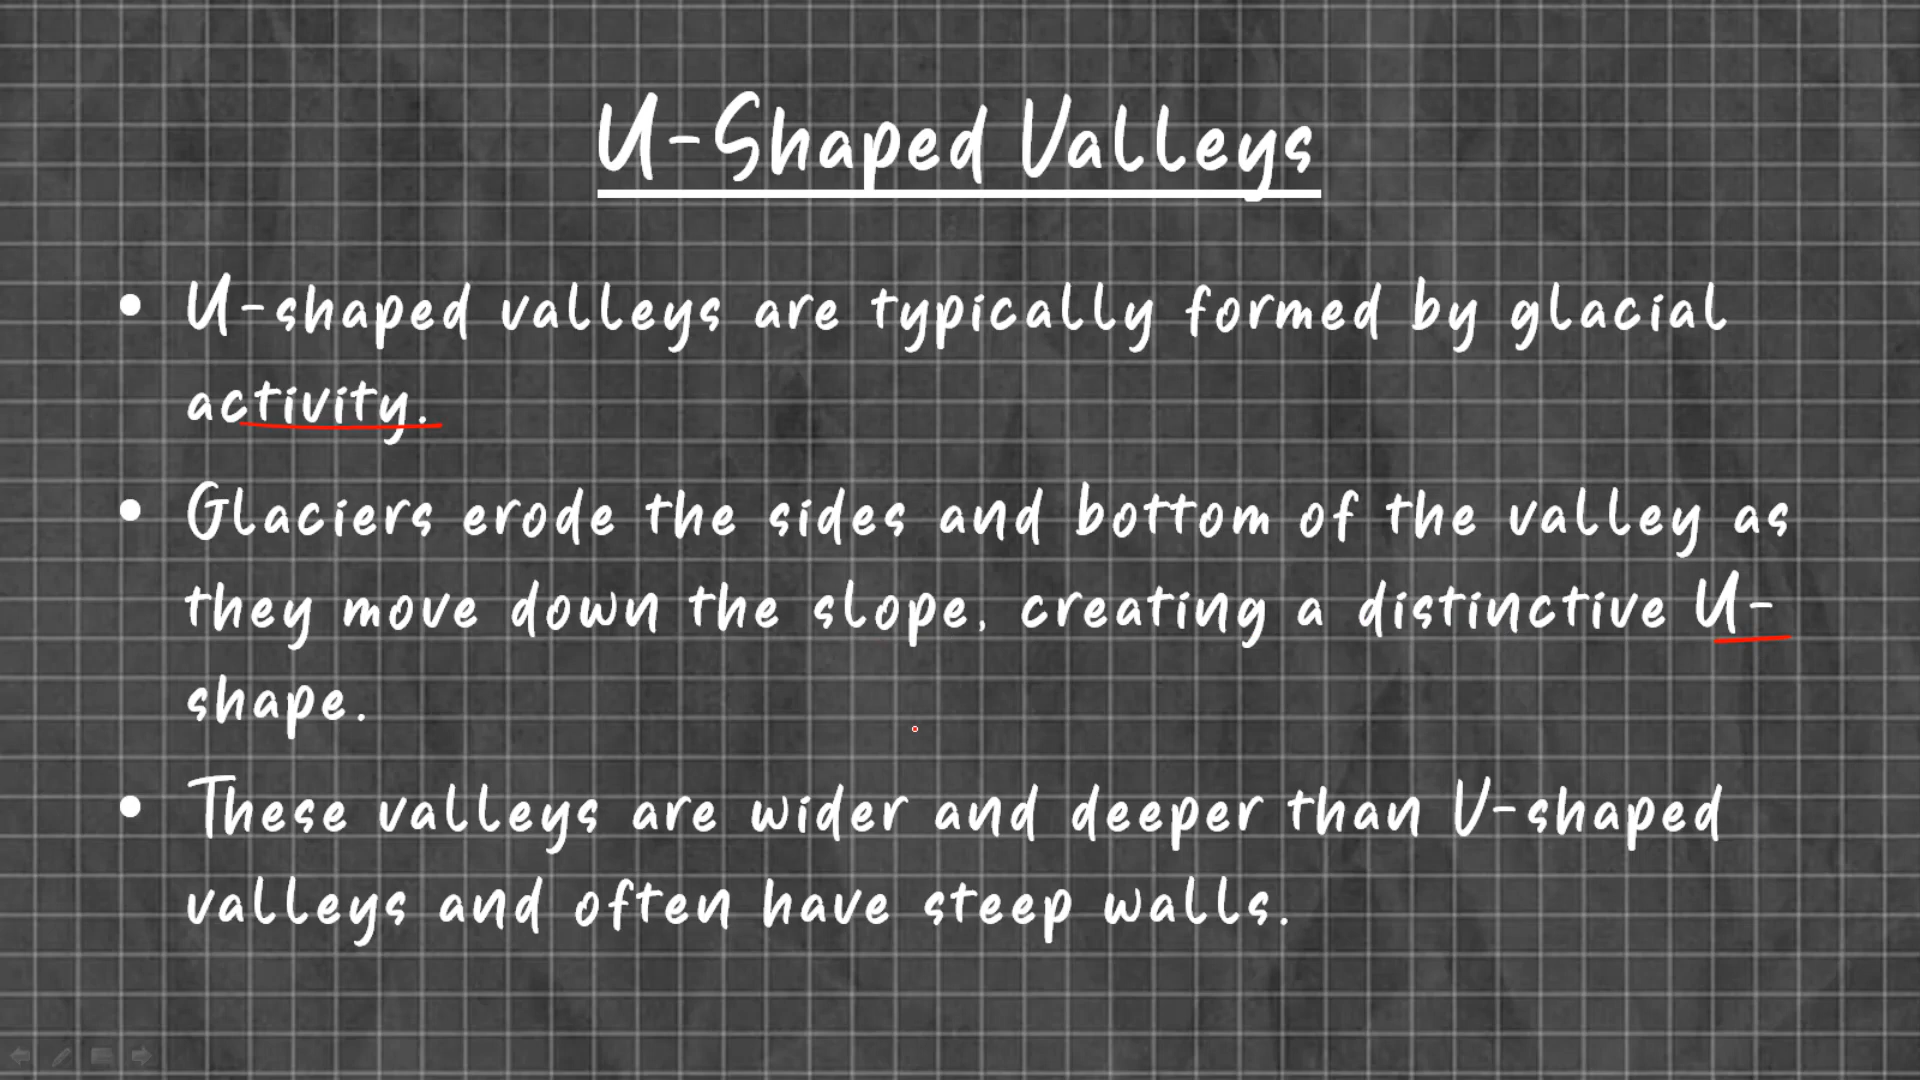 U-Shaped Valleys
• U-shaped valleys are typically formed by glacial
activity.
• Glaciers erode the sides and bottom of the valley as
they move down the slope, creating a distinctive U-
shape.
• These valleys are wider and deeper than V-shaped
valleys and often have steep walls.